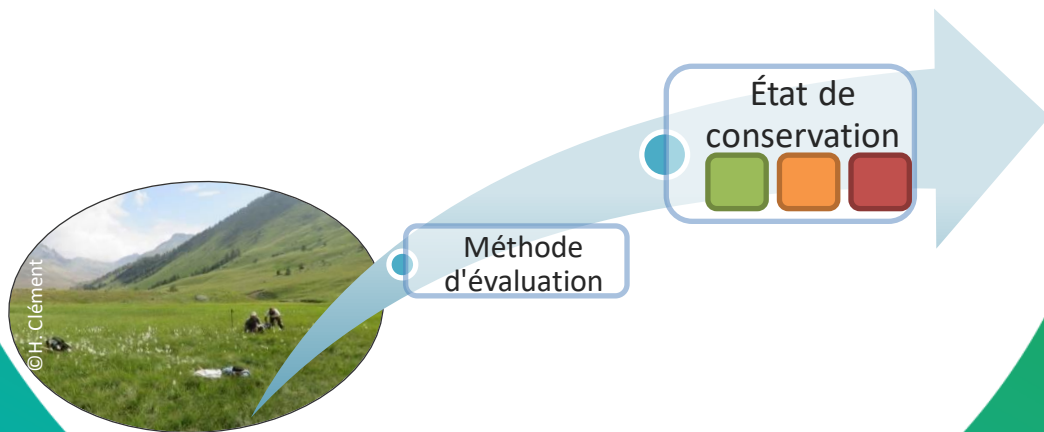 État de
conservation
Méthode
d'évaluation
©H. Clément